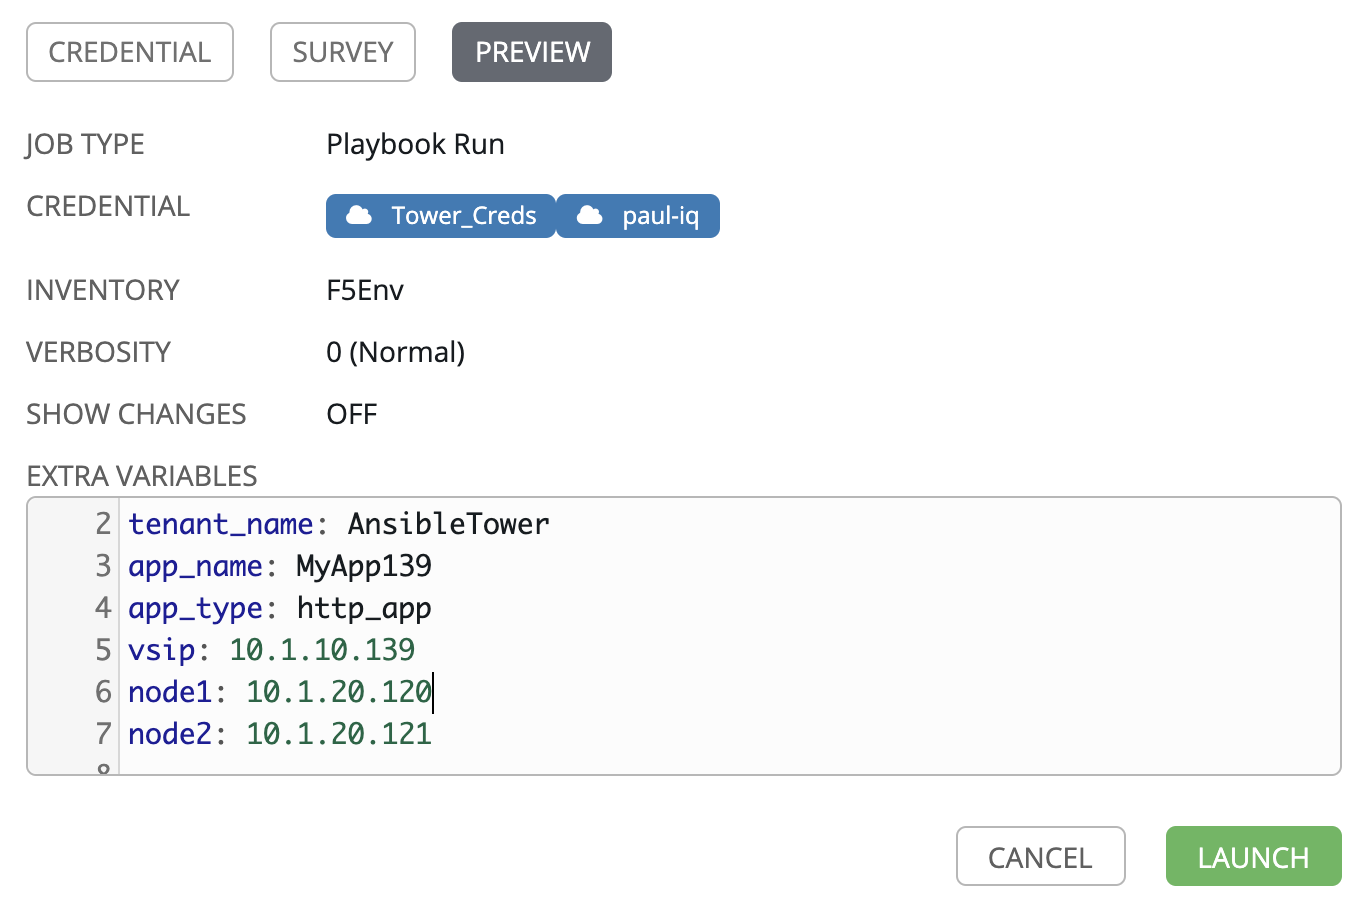 CREDENTIAL SURVEY PREVIEW
JOB TYPE Playbook Run
CREDENTIAL Tower_Creds paul-iq
INVENTORY F5Env
VERBOSITY 0 (Normal)
SHOW CHANGES OFF
EXTRA VARIABLES
2 tenant_name: AnsibleTower
3 app_name: MyApp139
4 app_type: http_app
5 vsip: 10.1.10.139
6 node1: 10.1.20.120
7 node2: 10.1.20.121
8
CANCEL LAUNCH